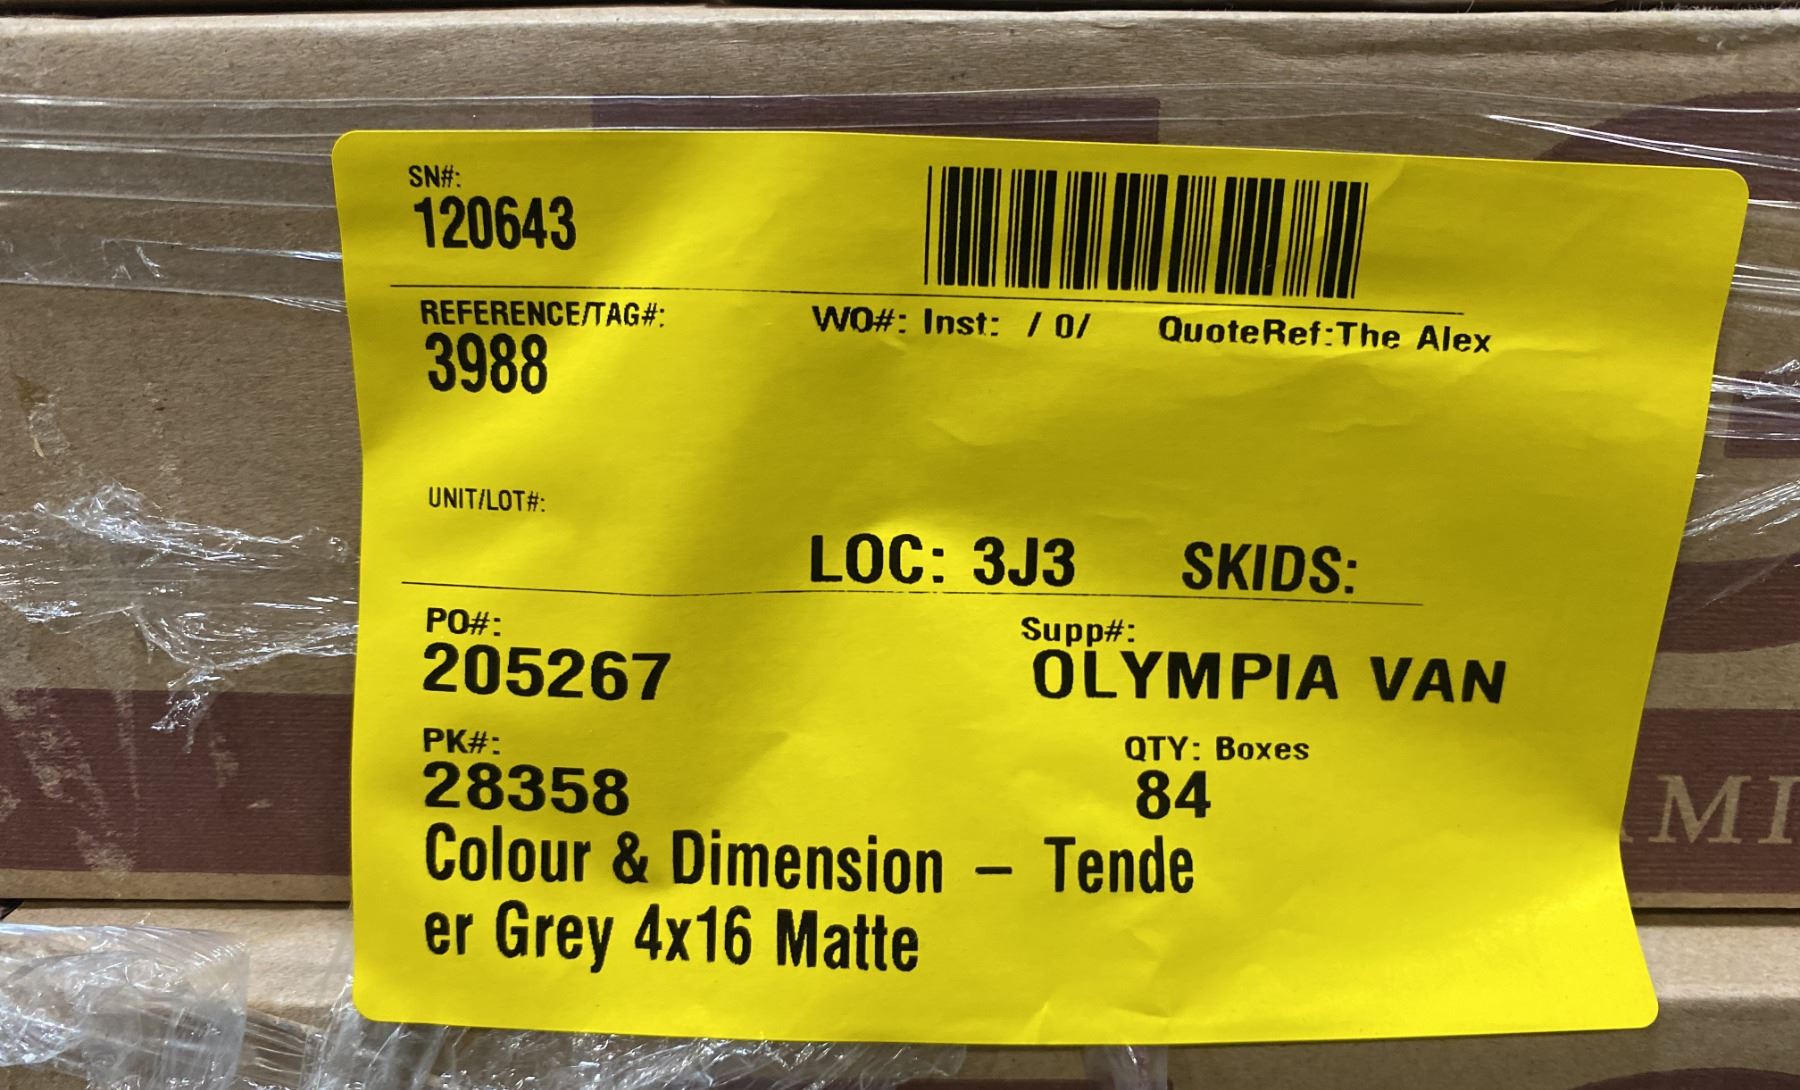 SN#:
120643
REFERENCE/TAG#:
3988
WO#: Inst: / 0/ QuoteRef:The Alex
UNIT/LOT#:
LOC: 3J3 SKIDS:
PO#:
205267
Supp#:
OLYMPIA VAN
PK#:
28358
QTY: Boxes
84
Colour & Dimension – Tende
er Grey 4x16 Matte